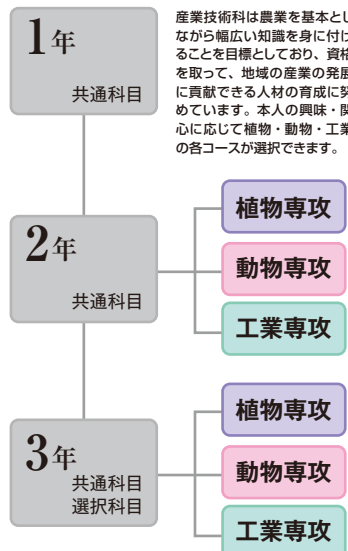 1年
共通科目
産業技術科は農業を基本とし
ながら幅広い知識を身に付け
ることを目標としており、資格
を取って、地域の産業の発展
に貢献できる人材の育成に努
めています。本人の興味・関
心に応じて植物・動物・工業
の各コースが選択できます。
2年
共通科目
植物専攻
動物専攻
工業専攻
3年
共通科目
選択科目
植物専攻
動物専攻
工業専攻